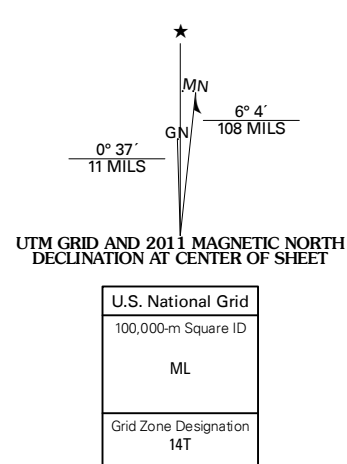 ★
MN
GN
6° 4´
108 MILS
0° 37´
11 MILS
UTM GRID AND 2011 MAGNETIC NORTH
DECLINATION AT CENTER OF SHEET
U.S. National Grid
100,000-m Square ID
ML
Grid Zone Designation
14T